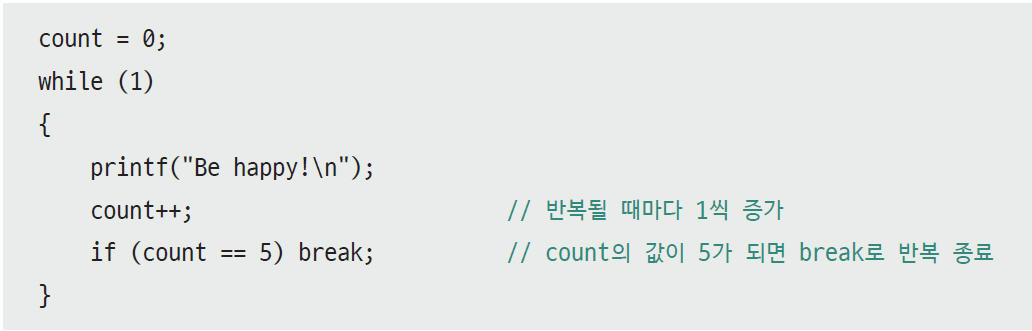 count = 0;
while (1)
{
    printf("Be happy!\n");
    count++;                        // 반복될 때마다 1씩 증가
    if (count == 5) break;          // count의 값이 5가 되면 break로 반복 종료
}